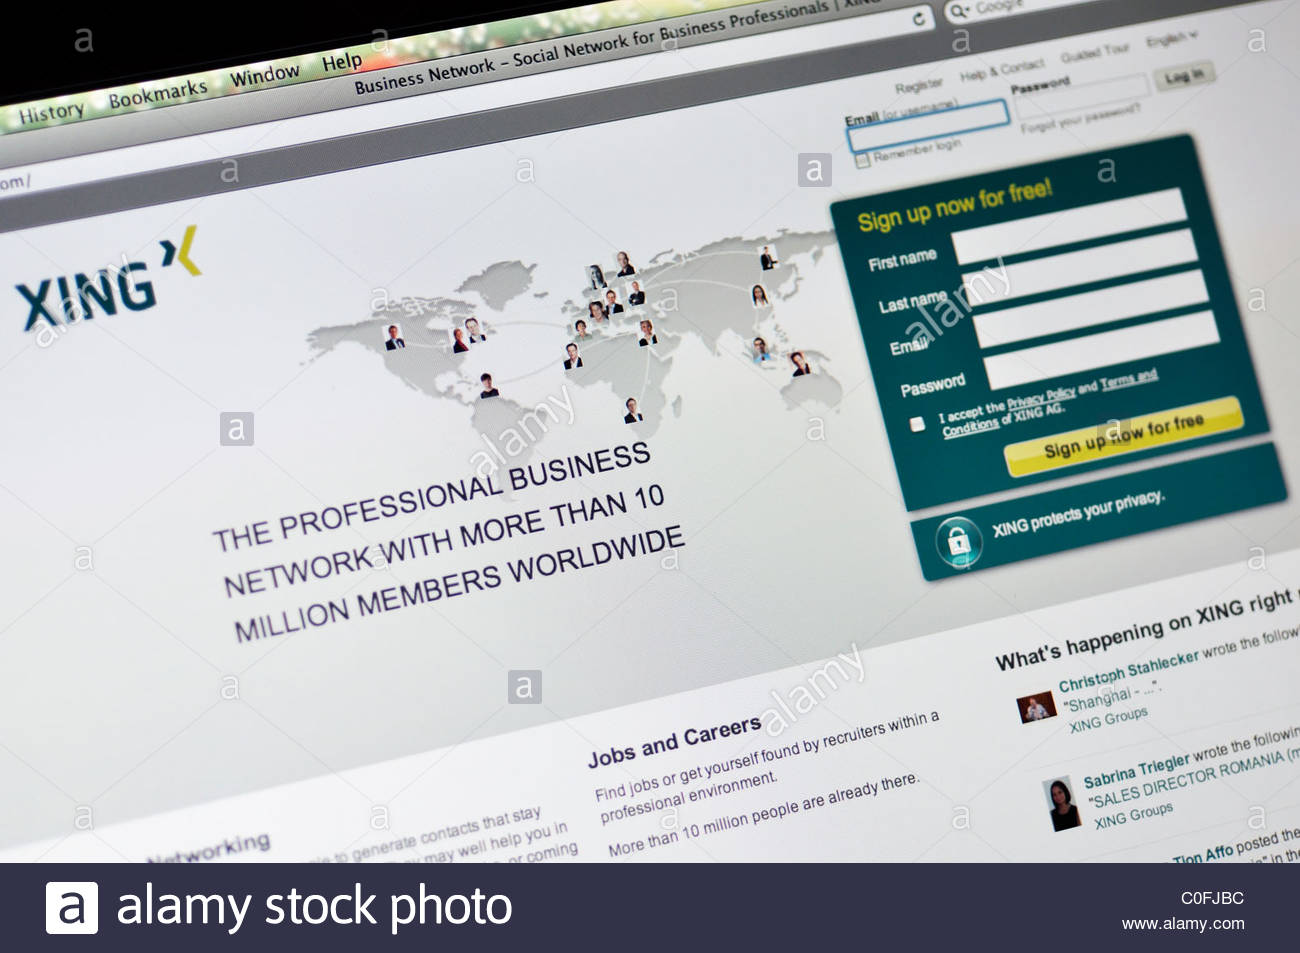 History Bookmarks Window Help
Business Network – Social Network for Business Professionals | XING
Google
om/
Register Help & Contact Guided Tour English
Email (or username)
Password
Log in
Remember login
Forgot your password?
XING
Sign up now for free!
First name
Last name
Email
Password
I accept the Privacy Policy and Terms and
Conditions of XING AG.
Sign up now for free
XING protects your privacy.
THE PROFESSIONAL BUSINESS
NETWORK WITH MORE THAN 10
MILLION MEMBERS WORLDWIDE
Networking
to generate contacts that stay
may well help you in
or coming
Jobs and Careers
Find jobs or get yourself found by recruiters within a
professional environment.
More than 10 million people are already there.
What's happening on XING right
Christoph Stahlecker wrote the
"Shanghai - ...".
XING Groups
Sabrina Triegler wrote the
"SALES DIRECTOR ROMANIA
XING Groups
Tion Affo posted the
in the
a
alamy
a alamy stock photo
C0FJBC
www.alamy.com